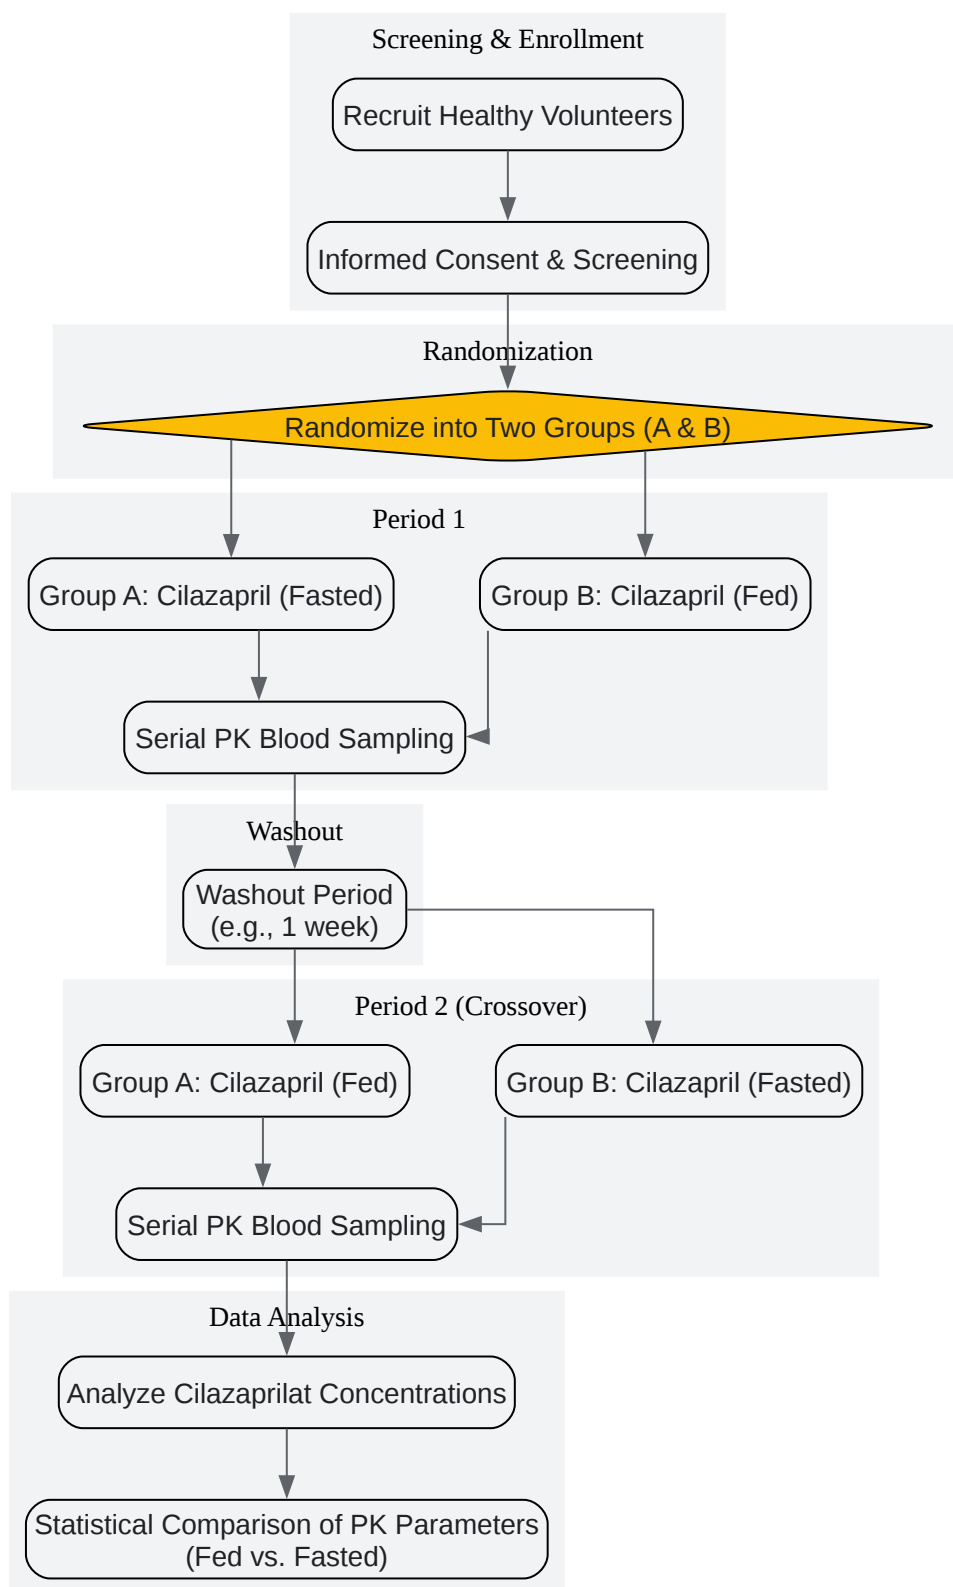 Screening & Enrollment
Recruit Healthy Volunteers
Informed Consent & Screening
Randomization
Randomize into Two Groups (A & B)
Period 1
Group A: Cilazapril (Fasted)
Group B: Cilazapril (Fed)
Serial PK Blood Sampling
Washout
Washout Period
(e.g., 1 week)
Period 2 (Crossover)
Group A: Cilazapril (Fed)
Group B: Cilazapril (Fasted)
Serial PK Blood Sampling
Data Analysis
Analyze Cilazaprilat Concentrations
Statistical Comparison of PK Parameters
(Fed vs. Fasted)